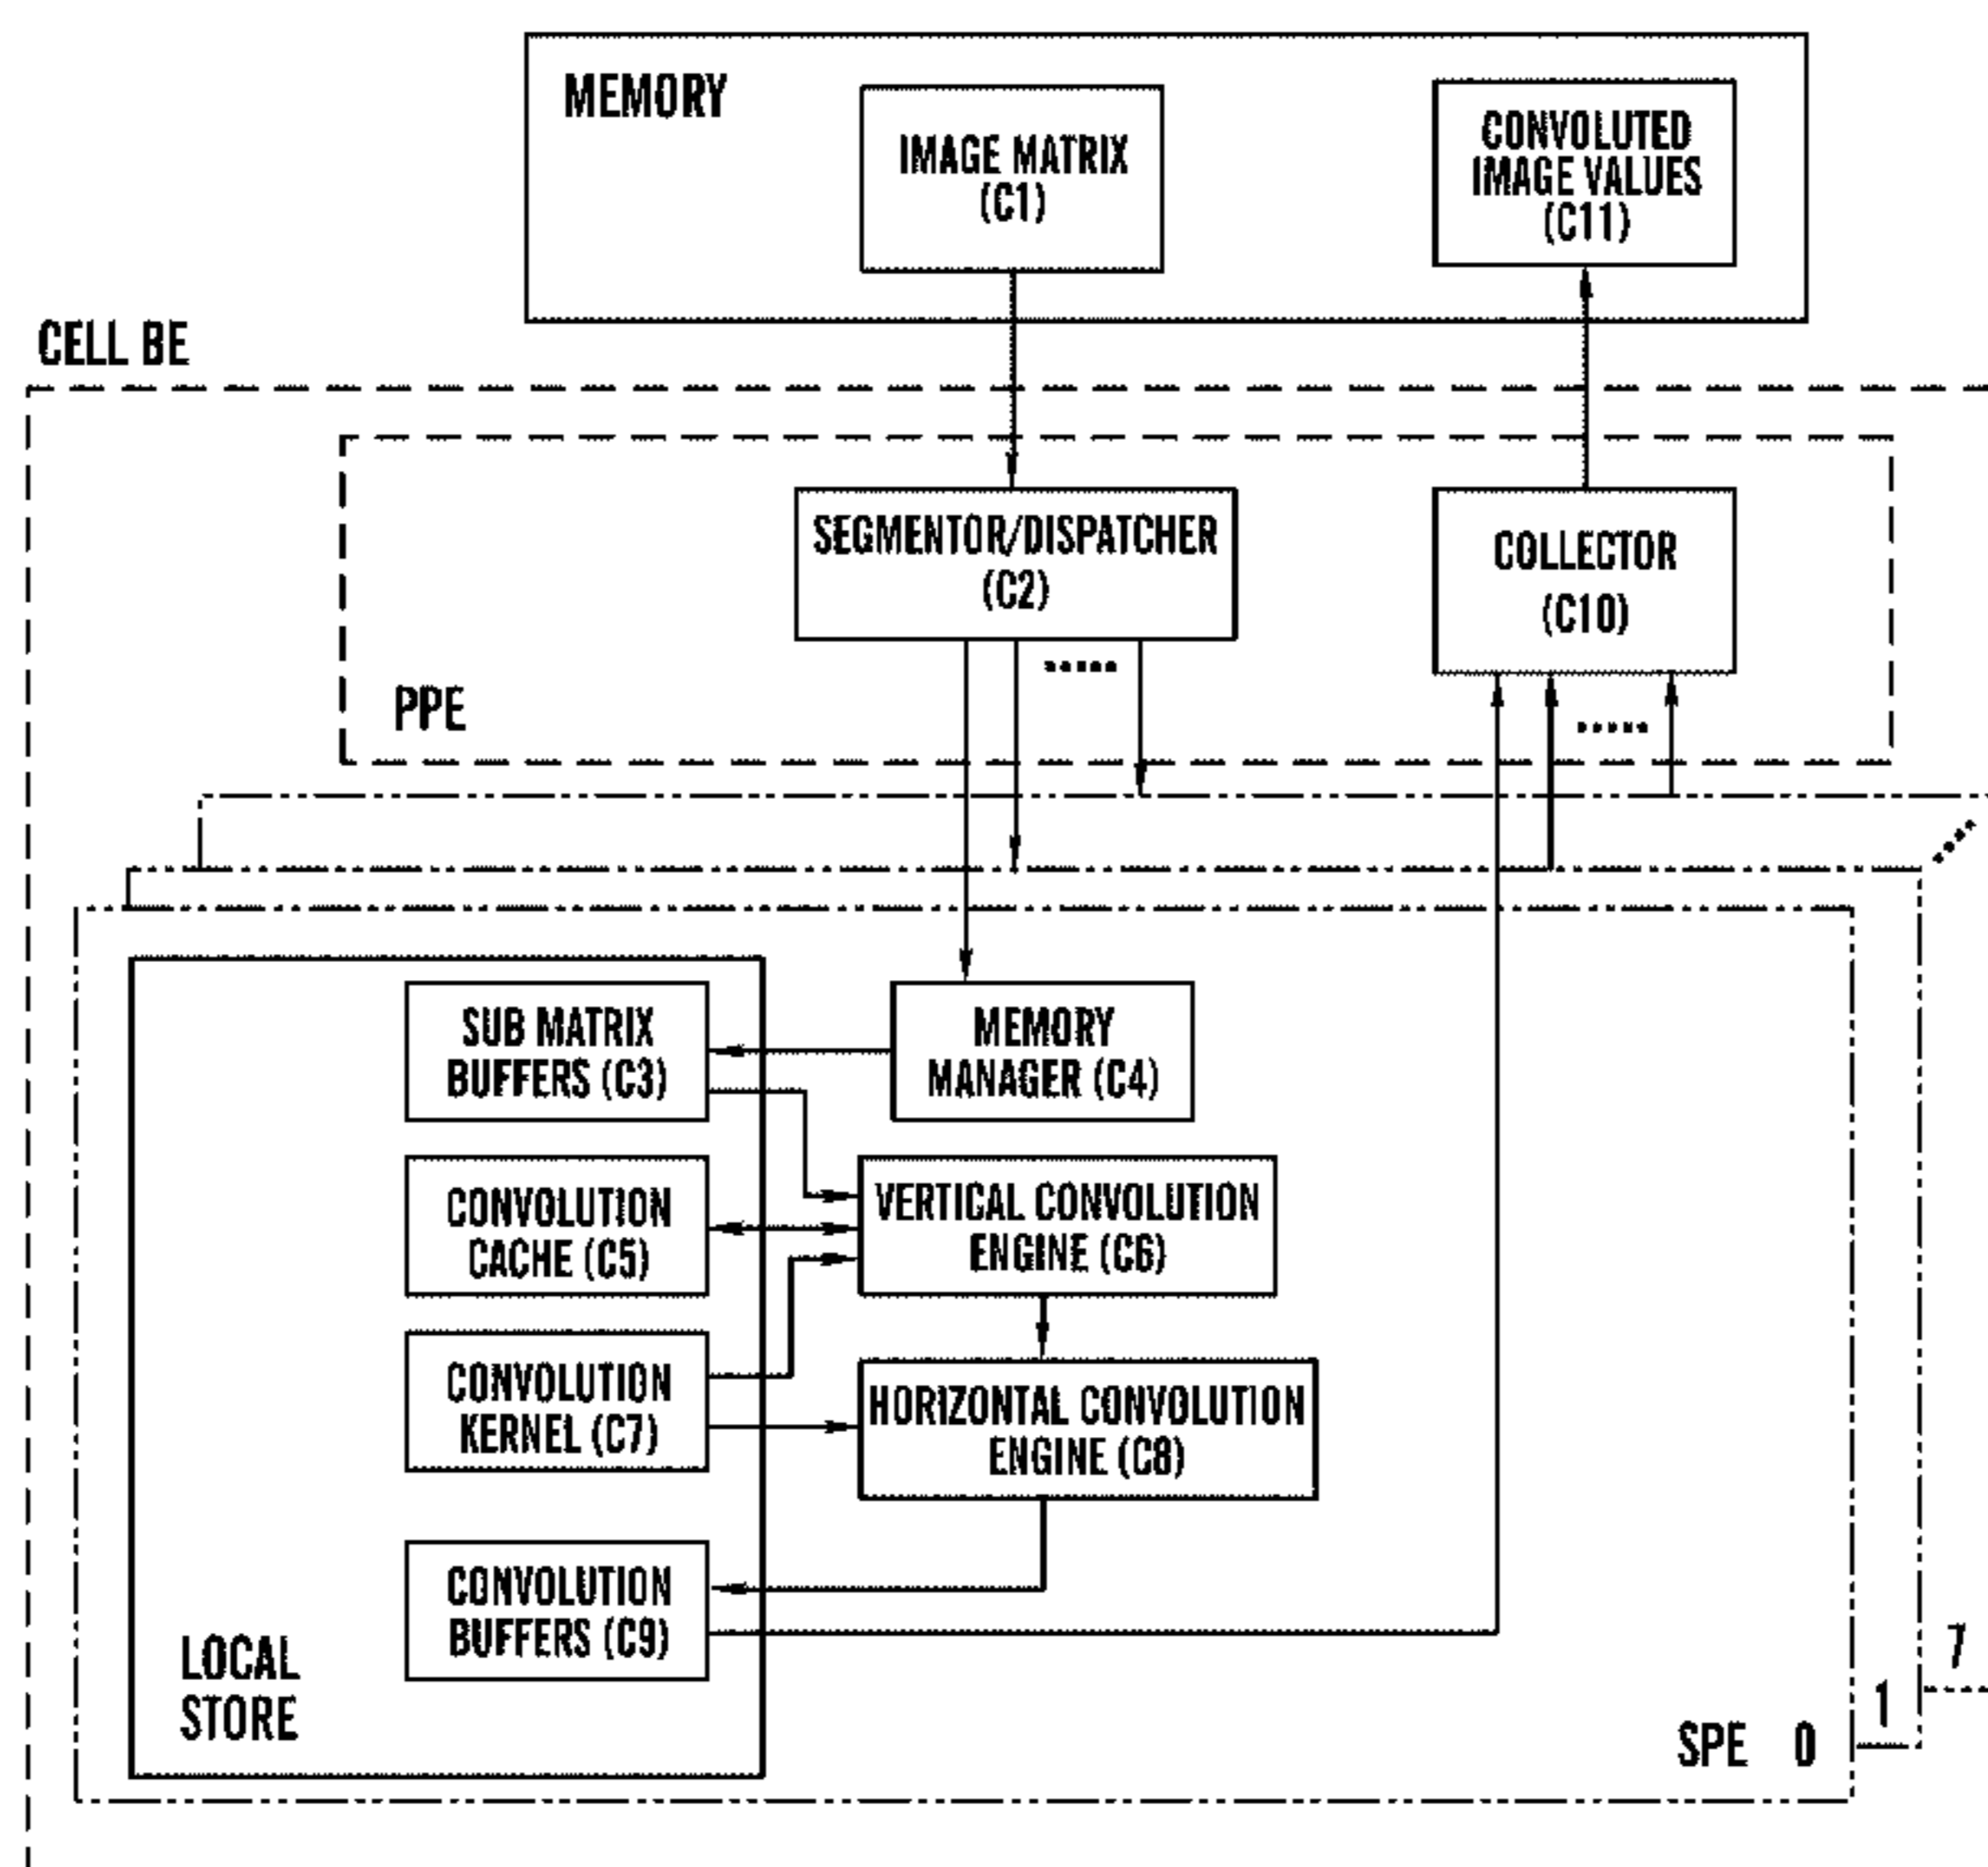 MEMORY
IMAGE MATRIX
(C1)
CONVOLUTED
IMAGE VALUES
(C11)
CELL BE
SEGMENTOR/DISPATCHER
(C2)
.....
COLLECTOR
(C10)
.....
PPE
.....
SUB MATRIX
BUFFERS (C3)
MEMORY
MANAGER (C4)
CONVOLUTION
CACHE (C5)
VERTICAL CONVOLUTION
ENGINE (C6)
CONVOLUTION
KERNEL (C7)
HORIZONTAL CONVOLUTION
ENGINE (C8)
CONVOLUTION
BUFFERS (C9)
LOCAL
STORE
SPE 0
1
7